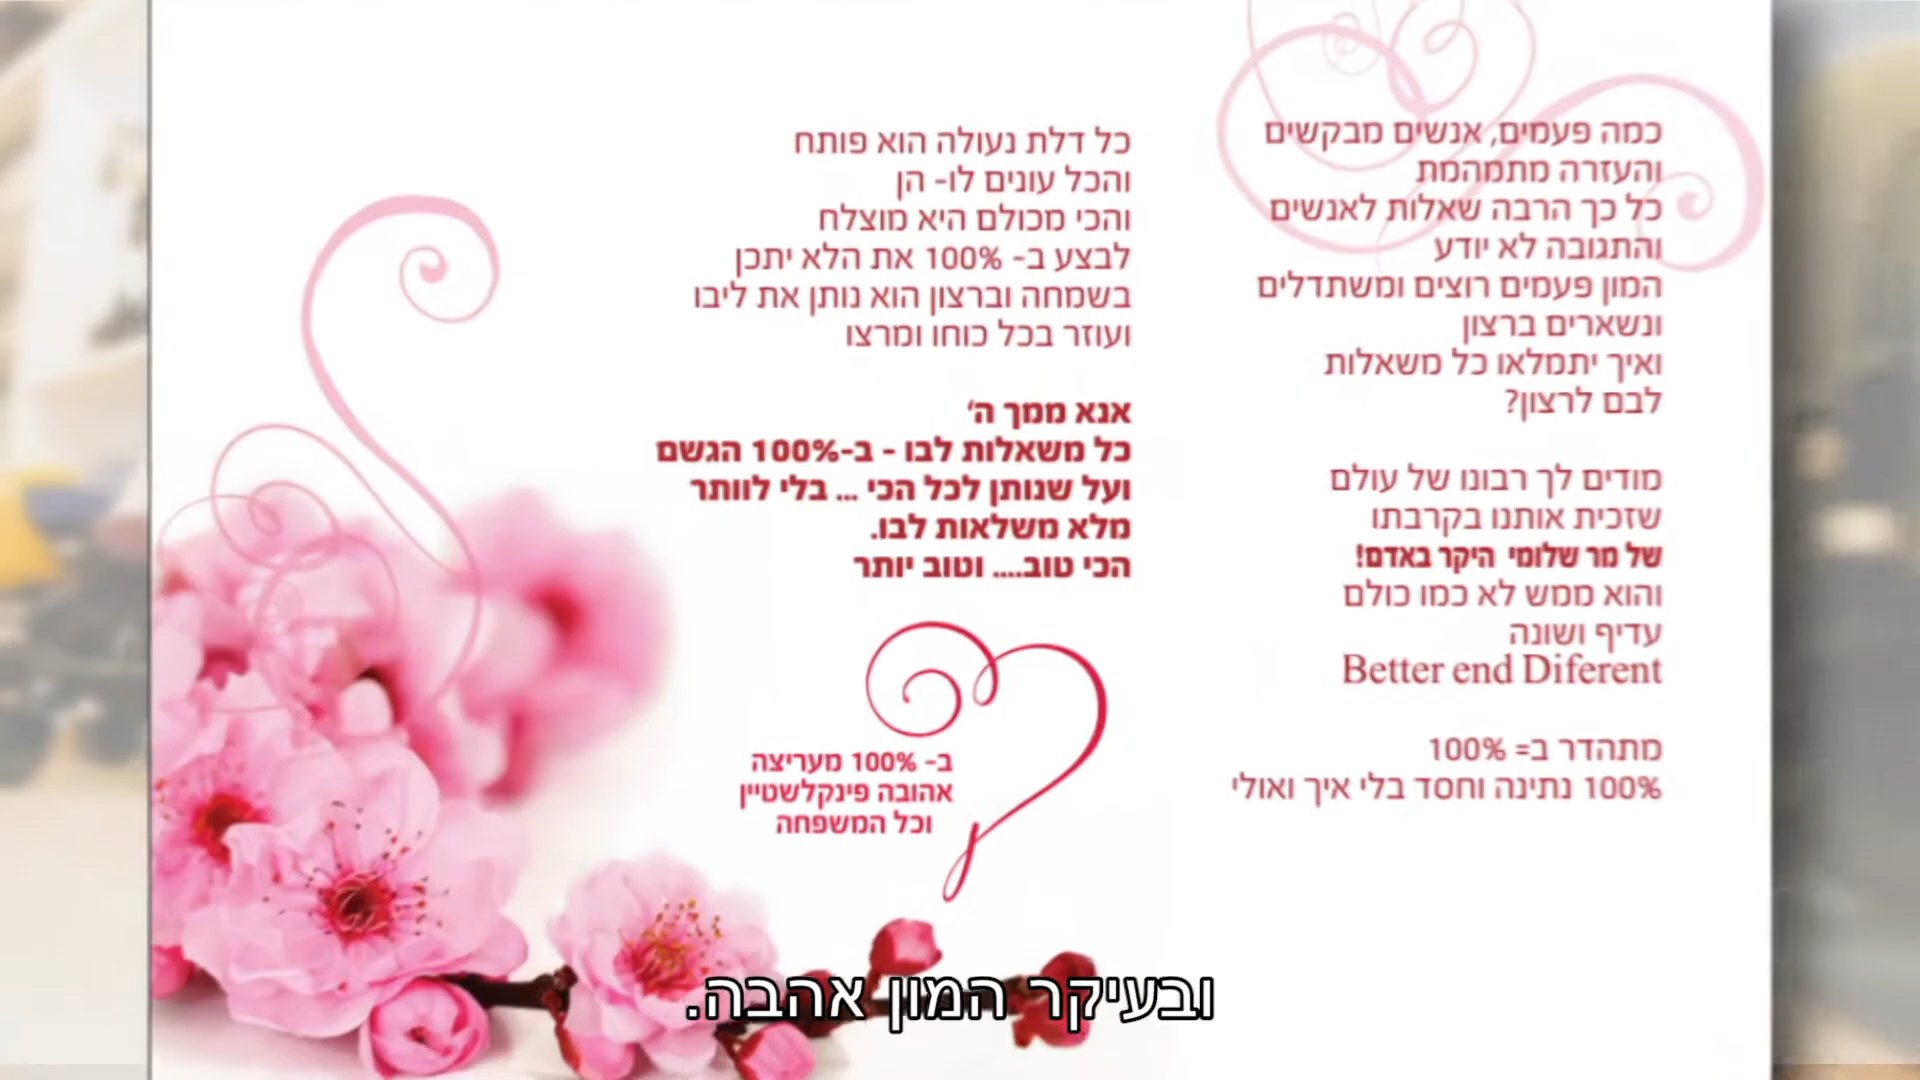 כמה פעמים, אנשים מבקשים
והעזרה מתמהמת
כל כך הרבה שאלות לאנשים
והתגובה לא יודע
המון פעמים רוצים ומשתדלים
ונשארים ברצון
ואיך יתמלאו כל משאלות
לבם לרצון?
מודים לך רבונו של עולם
שזכית אותנו בקרבתו
של מר שלומי היקר באדם!
והוא ממש לא כמו כולם
עדיף ושונה
Better end Diferent
מתהדר ב= 100%
100% נתינה וחסד בלי איך ואולי
כל דלת נעולה הוא פותח
והכל עונים לו- הן
והכי מכולם היא מוצלח
לבצע ב- 100% את הלא יתכן
בשמחה וברצון הוא נותן את ליבו
ועוזר בכל כוחו ומרצו
אנא ממך ה'
כל משאלות לבו - ב-100% הגשם
ועל שנותן לכל הכי ... בלי לוותר
מלא משלאות לבו.
הכי טוב.... וטוב יותר
ב- 100% מעריצה
אהובה פינקלשטיין
וכל המשפחה
ובעיקר המון אהבה.